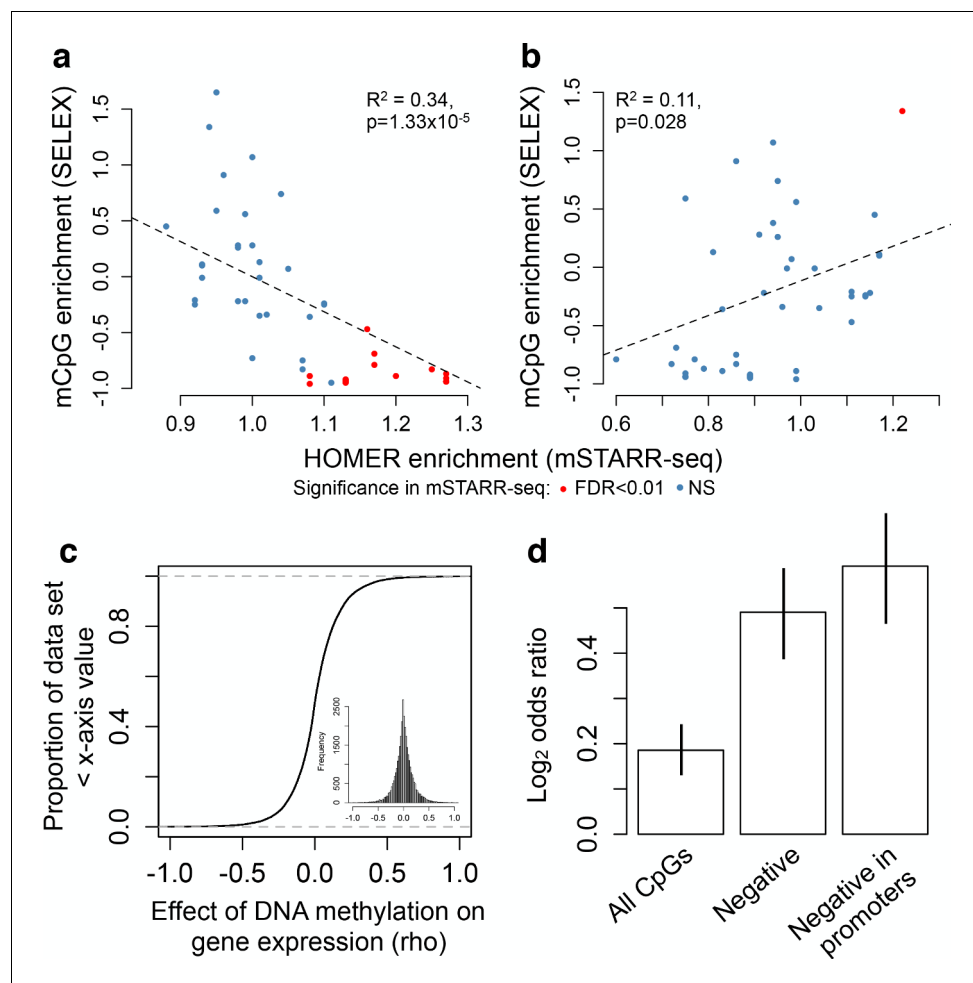 a
mCpG enrichment (SELEX)
1.5
1.0
0.5
0.0
-0.5
-1.0
R² = 0.34,
p=1.33x10⁻⁵
0.9 1.0 1.1 1.2 1.3
b
mCpG enrichment (SELEX)
1.5
1.0
0.5
0.0
-0.5
-1.0
R² = 0.11,
p=0.028
0.6 0.8 1.0 1.2
HOMER enrichment (mSTARR-seq)
Significance in mSTARR-seq: FDR<0.01 NS
c
Proportion of data set
< x-axis value
0.8
0.4
0.0
Frequency
2500
1500
500
0
-1.0 -0.5 0.0 0.5 1.0
-1.0 -0.5 0.0 0.5 1.0
Effect of DNA methylation on
gene expression (rho)
d
Log₂ odds ratio
0.4
0.2
0.0
All CpGs
Negative
Negative in
promoters